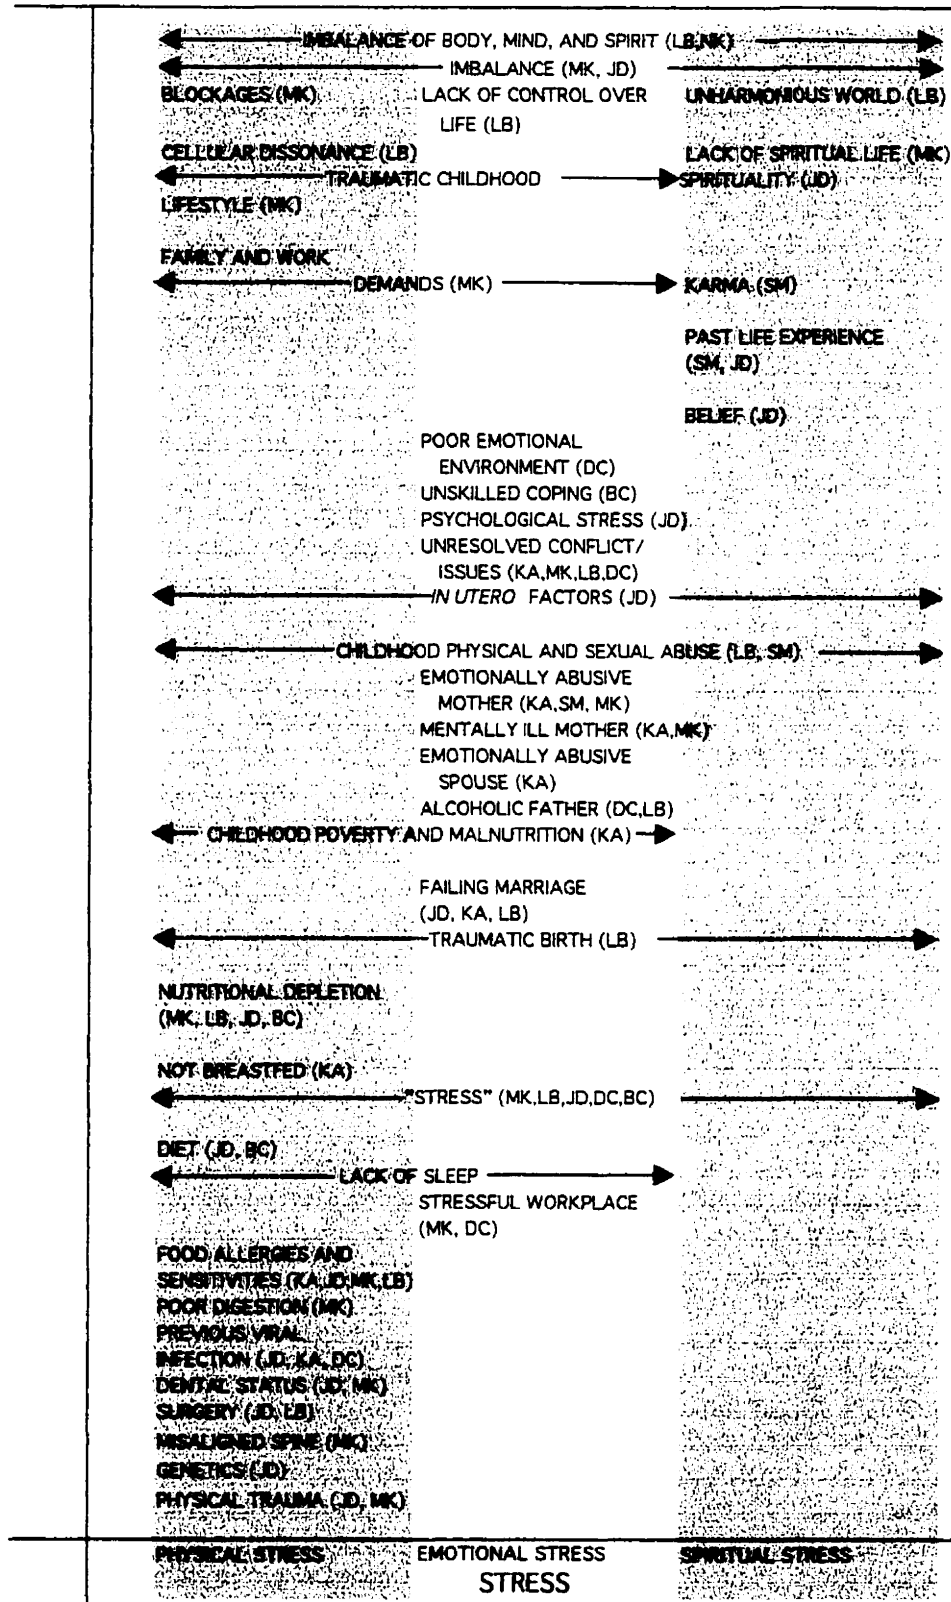 IMBALANCE OF BODY, MIND, AND SPIRIT (LB,NK)
IMBALANCE (MK, JD)
BLOCKAGES (MK) LACK OF CONTROL OVER UNHARMONIOUS WORLD (LB)
LIFE (LB)
CELLULAR DISSONANCE (LB) LACK OF SPIRITUAL LIFE (MK)
TRAUMATIC CHILDHOOD SPIRITUALITY (JD)
LIFESTYLE (MK)
FAMILY AND WORK
DEMANDS (MK) KARMA (SM)
PAST LIFE EXPERIENCE
(SM, JD)
BELIEF (JD)
POOR EMOTIONAL
ENVIRONMENT (DC)
UNSKILLED COPING (BC)
PSYCHOLOGICAL STRESS (JD)
UNRESOLVED CONFLICT/
ISSUES (KA,MK,LB,DC)
IN UTERO FACTORS (JD)
CHILDHOOD PHYSICAL AND SEXUAL ABUSE (LB, SM)
EMOTIONALLY ABUSIVE
MOTHER (KA,SM, MK)
MENTALLY ILL MOTHER (KA,MK)
EMOTIONALLY ABUSIVE
SPOUSE (KA)
ALCOHOLIC FATHER (DC,LB)
CHILDHOOD POVERTY AND MALNUTRITION (KA)
FAILING MARRIAGE
(JD, KA, LB)
TRAUMATIC BIRTH (LB)
NUTRITIONAL DEPLETION
(MK, LB, JD, BC)
NOT BREASTFED (KA)
"STRESS" (MK,LB,JD,DC,BC)
DIET (JD, BC)
LACK OF SLEEP
STRESSFUL WORKPLACE
(MK, DC)
FOOD ALLERGIES AND
SENSITIVITIES (KA,JD,MK,LB)
POOR DIGESTION (MK)
PREVIOUS VIRAL
INFECTION (JD, KA, DC)
DENTAL STATUS (JD, MK)
SURGERY (JD, LB)
MISALIGNED SPINE (MK)
GENETICS (JD)
PHYSICAL TRAUMA (JD, MK)
PHYSICAL STRESS EMOTIONAL STRESS SPIRITUAL STRESS
STRESS